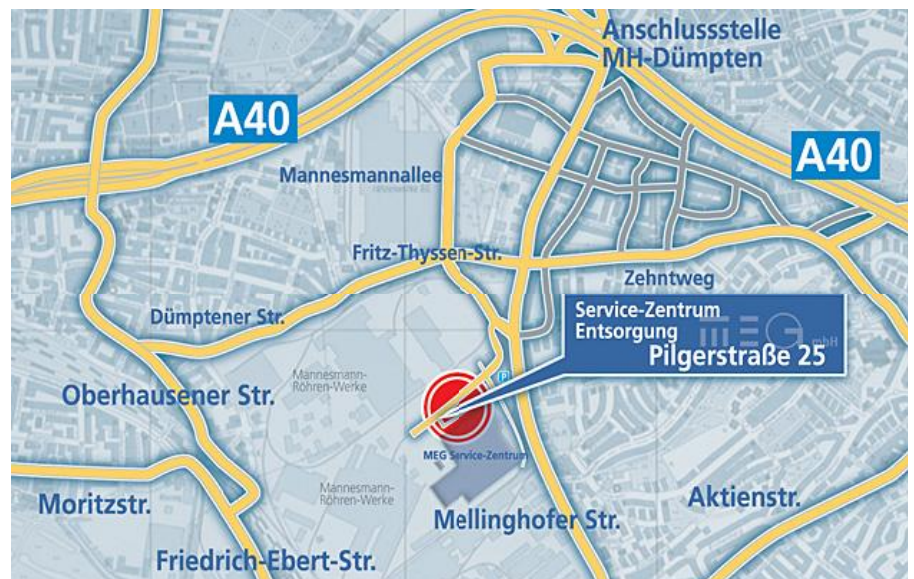 Anschlussstelle
MH-Dümpten
A40
A40
Mannesmannallee
Fritz-Thyssen-Str.
Zehntweg
Dümptener Str.
Service-Zentrum
Entsorgung
MEG mbH
Pilgerstraße 25
P
Mannesmann-
Röhren-Werke
Oberhausener Str.
MEG Service-Zentrum
Mannesmann-
Röhren-Werke
Moritzstr.
Mellinghofer Str.
Aktienstr.
Friedrich-Ebert-Str.